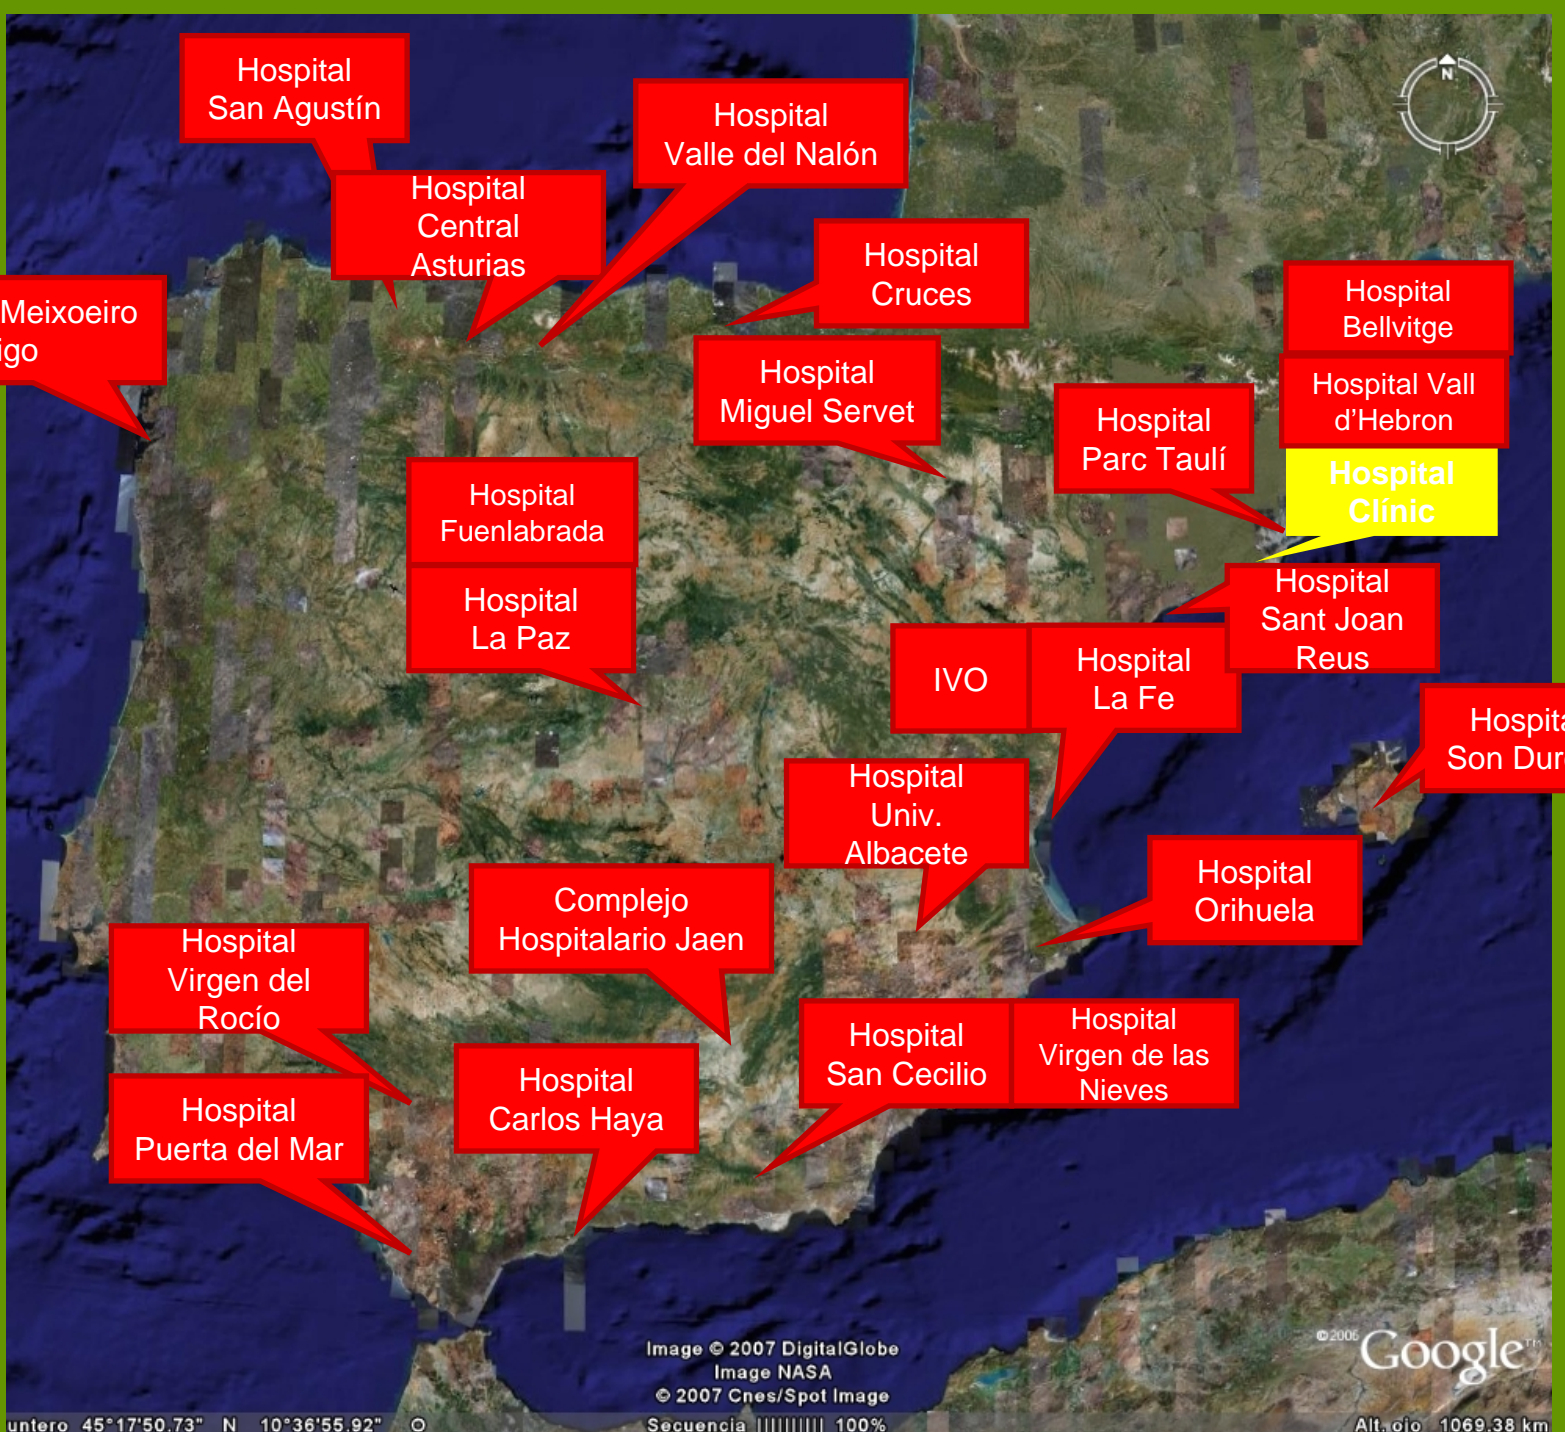 Hospital
San Agustín
Hospital
Valle del Nalón
N
Hospital
Central
Asturias
Hospital
Cruces
Meixoeiro
Hospital
Bellvitge
Hospital
Miguel Servet
Hospital Vall
d'Hebron
Hospital
Parc Taulí
Hospital
Clínic
Hospital
Fuenlabrada
Hospital
La Paz
Hospital
Sant Joan
Reus
IVO
Hospital
La Fe
Son
Hospital
Univ.
Albacete
Hospital
Orihuela
Complejo
Hospitalario Jaen
Hospital
Virgen del
Rocío
Hospital
San Cecilio
Hospital
Virgen de las
Nieves
Hospital
Carlos Haya
Hospital
Puerta del Mar
Image © 2007 DigitalGlobe
Image NASA
© 2007 Cnes/Spot Image
©2006 Google™
untero 45°17'50.73" N 10°36'55.92" O
Secuencia |||||||||| 100%
Alt. ojo 1069.38 km